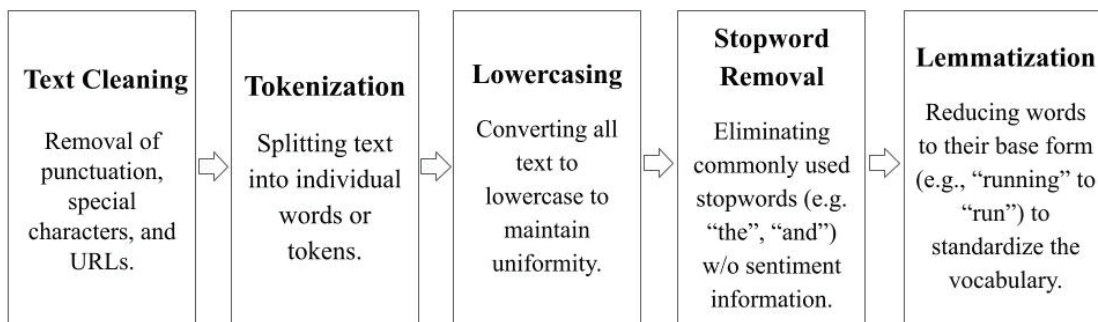 Text Cleaning
Removal of
punctuation,
special
characters, and
URLs.
Tokenization
Splitting text
into individual
words or
tokens.
Lowercasing
Converting all
text to
lowercase to
maintain
uniformity.
Stopword
Removal
Eliminating
commonly used
stopwords (e.g.
“the”, “and”)
w/o sentiment
information.
Lemmatization
Reducing words
to their base form
(e.g., “running” to
“run”) to
standardize the
vocabulary.